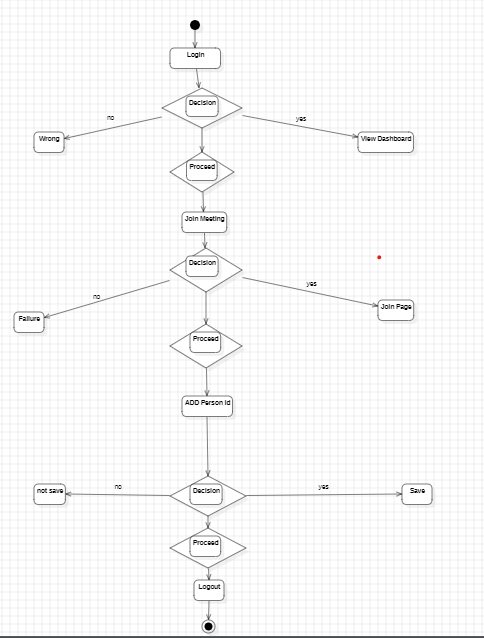 Login
Decision
no
yes
Wrong
View Dashboard
Proceed
Join Meeting
Decision
yes
no
Join Page
Failure
Proceed
ADD Person Id
no
yes
not save
Decision
Save
Proceed
Logout